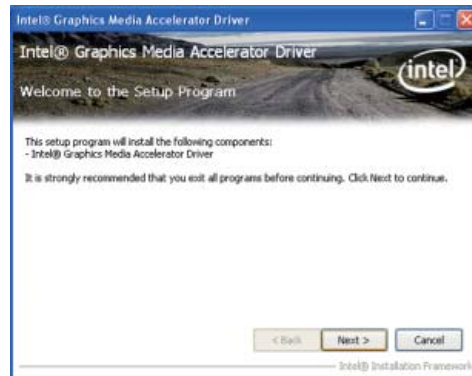 Intel® Graphics Media Accelerator Driver
Intel® Graphics Media Accelerator Driver
intel
Welcome to the Setup Program
This setup program will install the following components:
- Intel® Graphics Media Accelerator Driver
It is strongly recommended that you exit all programs before continuing. Click Next to continue.
< Back Next > Cancel
Intel® Installation Framework